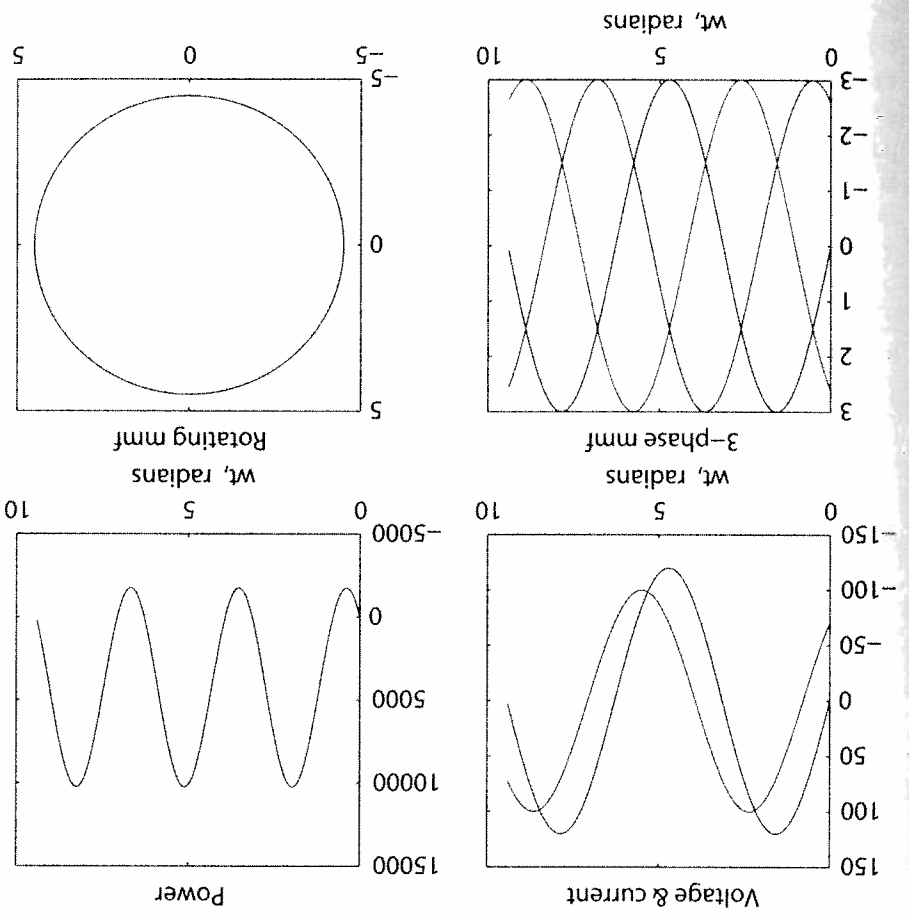 Voltage & current
150
100
50
0
−50
−100
−150
0 5 10
wt, radians
Power
15000
10000
5000
0
−5000
0 5 10
wt, radians
3−phase mmf
3
2
1
0
−1
−2
−3
0 5 10
wt, radians
Rotating mmf
5
0
−5
−5 0 5